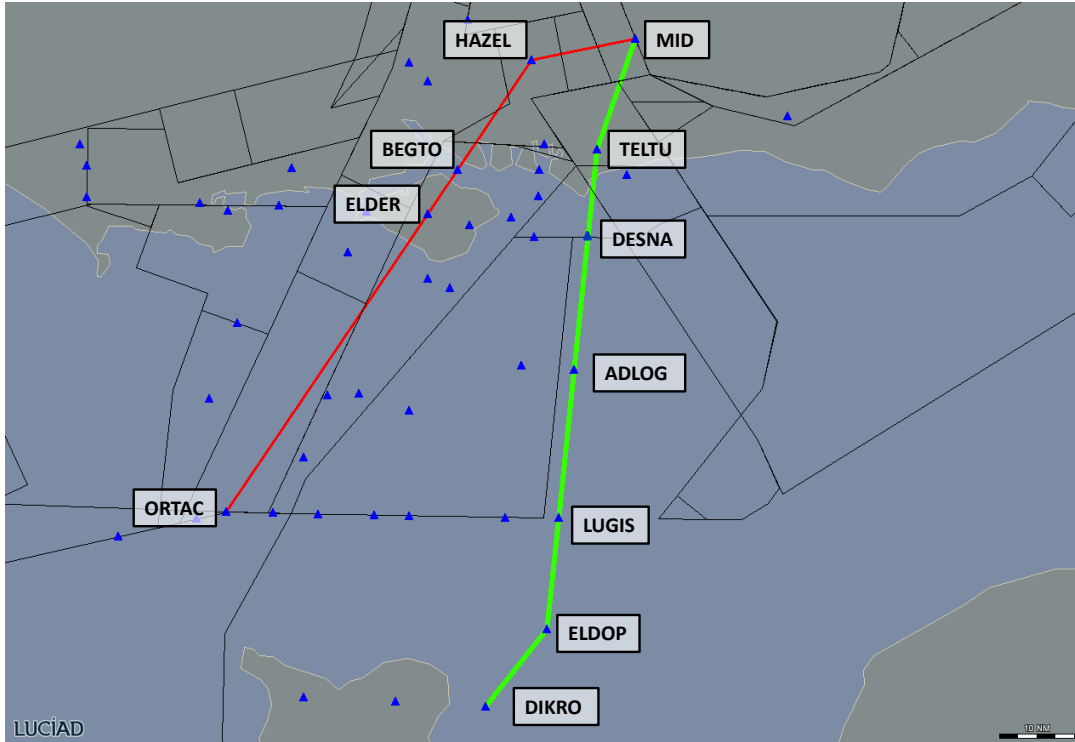 HAZEL
MID
BEGTO
TELTU
ELDER
DESNA
ADLOG
ORTAC
LUGIS
ELDOP
DIKRO
LUCIAD
10 NM